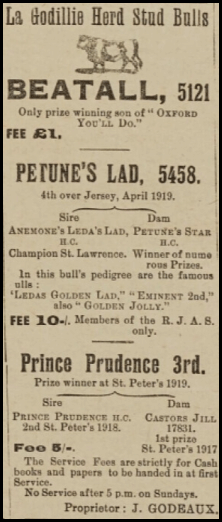 La Godillie Herd Stud Bulls
BEATALL, 5121
Only prize winning son of "OXFORD
YOU'LL DO."
FEE £1.
PETUNE'S LAD, 5458.
4th over Jersey, April 1919.
Sire Dam
ANEMONE'S LEDA'S LAD, PETUNE'S STAR
H.C. H.C.
Champion St. Lawrence. Winner of nume
rous Prizes.
In this bull's pedigree are the famous
ulls :
'LEDAS GOLDEN LAD," "EMINENT 2nd,"
also "GOLDEN JOLLY."
FEE 10-/. Members of the R. J. A. S.
only.
Prince Prudence 3rd.
Prize winner at St. Peter's 1919.
Sire Dam
PRINCE PRUDENCE H.C. CASTORS JILL
2nd St. Peter's 1918. 17831.
1st prize
Fee 5/-. St. Peter's 1917
The Service Fees are strictly for Cash
books and papers to be handed in at first
Service.
No Service after 5 p.m. on Sundays.
Proprietor : J. GODEAUX.